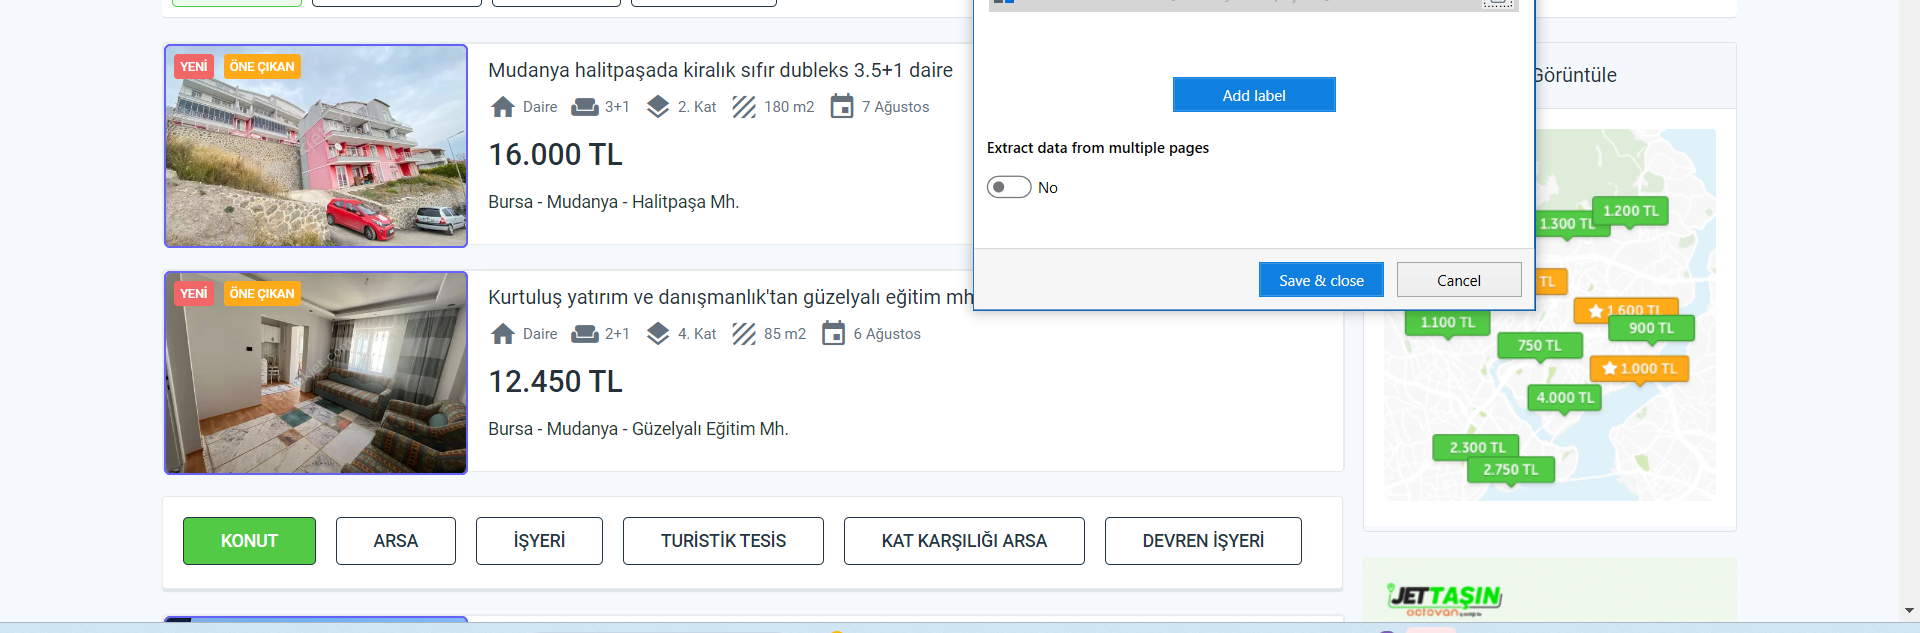 YENİ
ÖNE ÇIKAN
Mudanya halitpaşada kiralık sıfır dubleks 3.5+1 daire
Daire 3+1 2. Kat 180 m2 7 Ağustos
16.000 TL
Bursa - Mudanya - Halitpaşa Mh.
YENİ
ÖNE ÇIKAN
Kurtuluş yatırım ve danışmanlık'tan güzelyalı eğitim mh
Daire 2+1 4. Kat 85 m2 6 Ağustos
12.450 TL
Bursa - Mudanya - Güzelyalı Eğitim Mh.
Add label
Extract data from multiple pages
No
Save & close Cancel
Görüntüle
1.200 TL
1.300 TL
TL
1.600 TL
1.100 TL
900 TL
750 TL
1.000 TL
4.000 TL
2.300 TL
2.750 TL
KONUT ARSA İŞYERİ TURİSTİK TESİS KAT KARŞILIĞI ARSA DEVREN İŞYERİ
JETTAŞIN
octovan